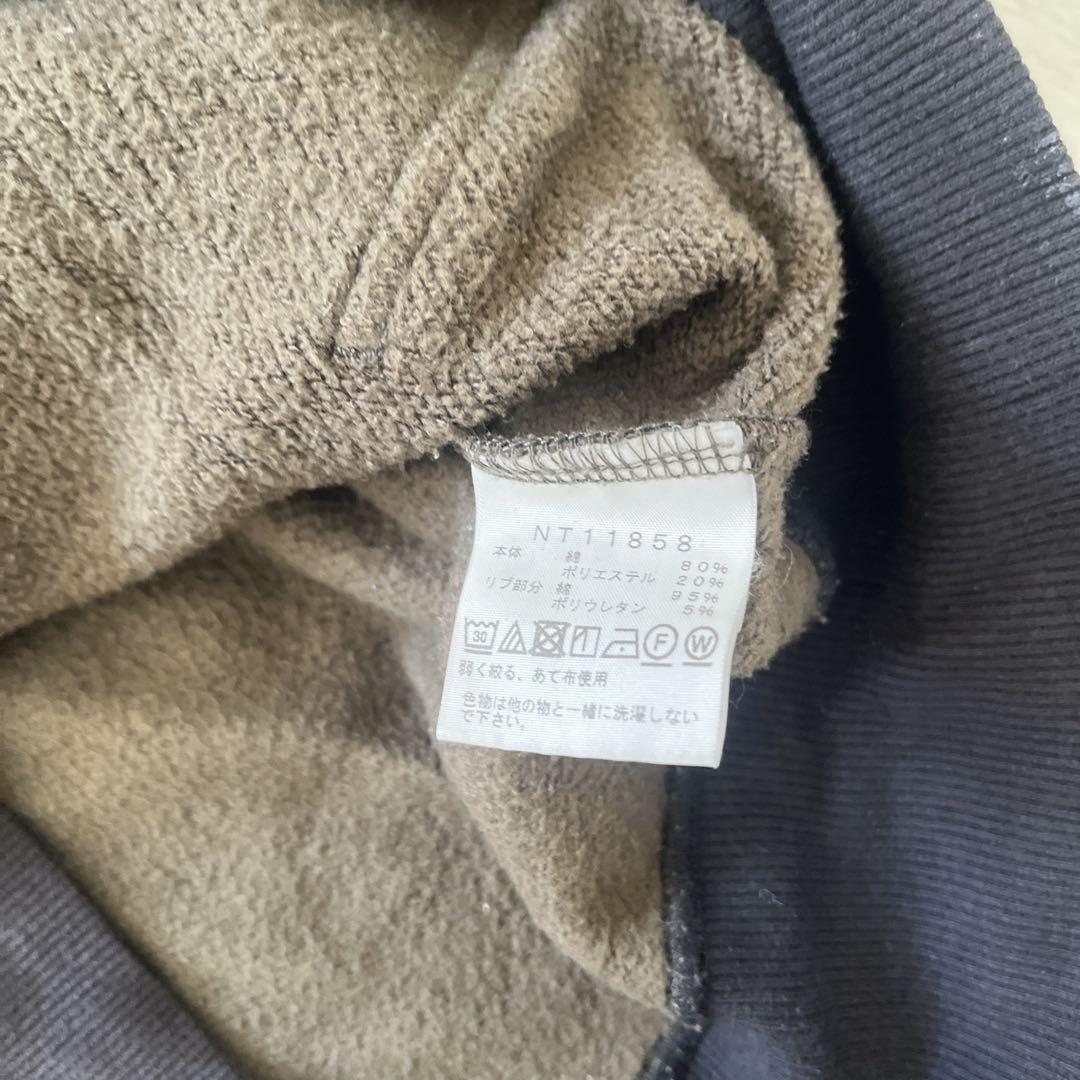 NT11858
本体 綿 80%
ポリエステル 20%
リブ部分 綿 95%
ポリウレタン 5%
30 F W
弱く絞る、あて布使用
色物は他の物と一緒に洗濯しない
で下さい。